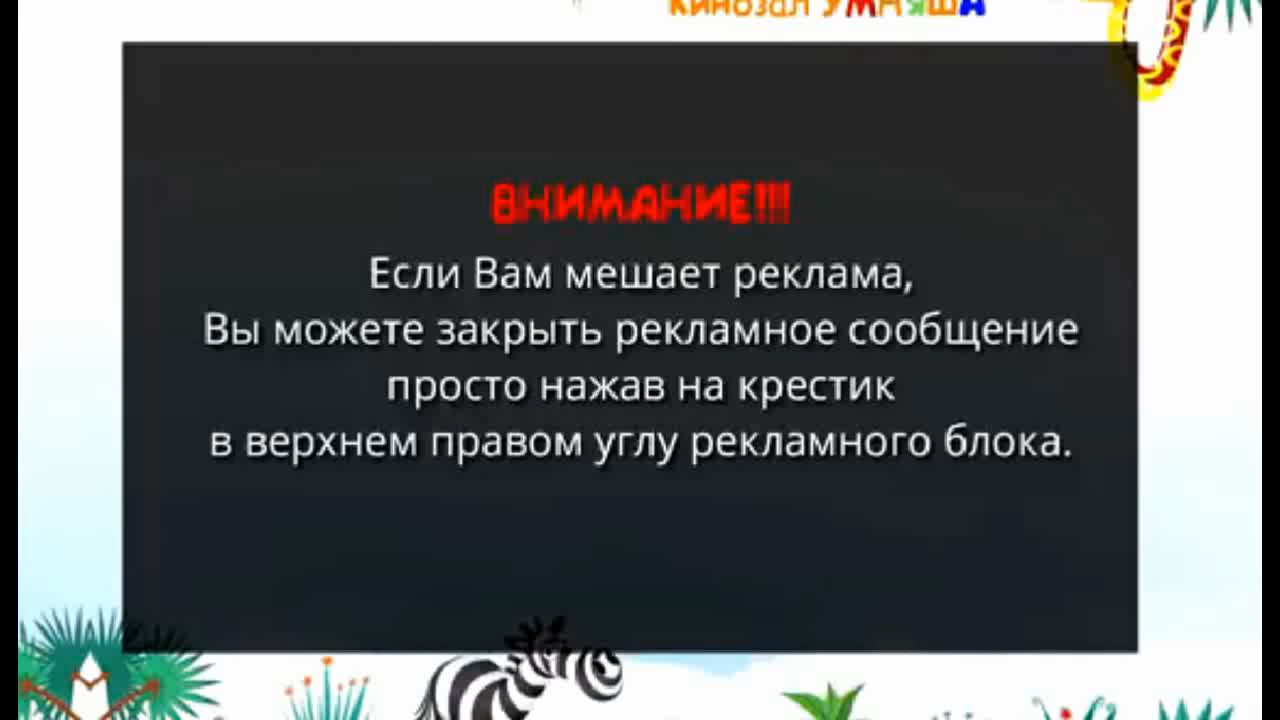 Кинозал УМНЯША
ВНИМАНИЕ!!!
Если Вам мешает реклама,
Вы можете закрыть рекламное сообщение
просто нажав на крестик
в верхнем правом углу рекламного блока.